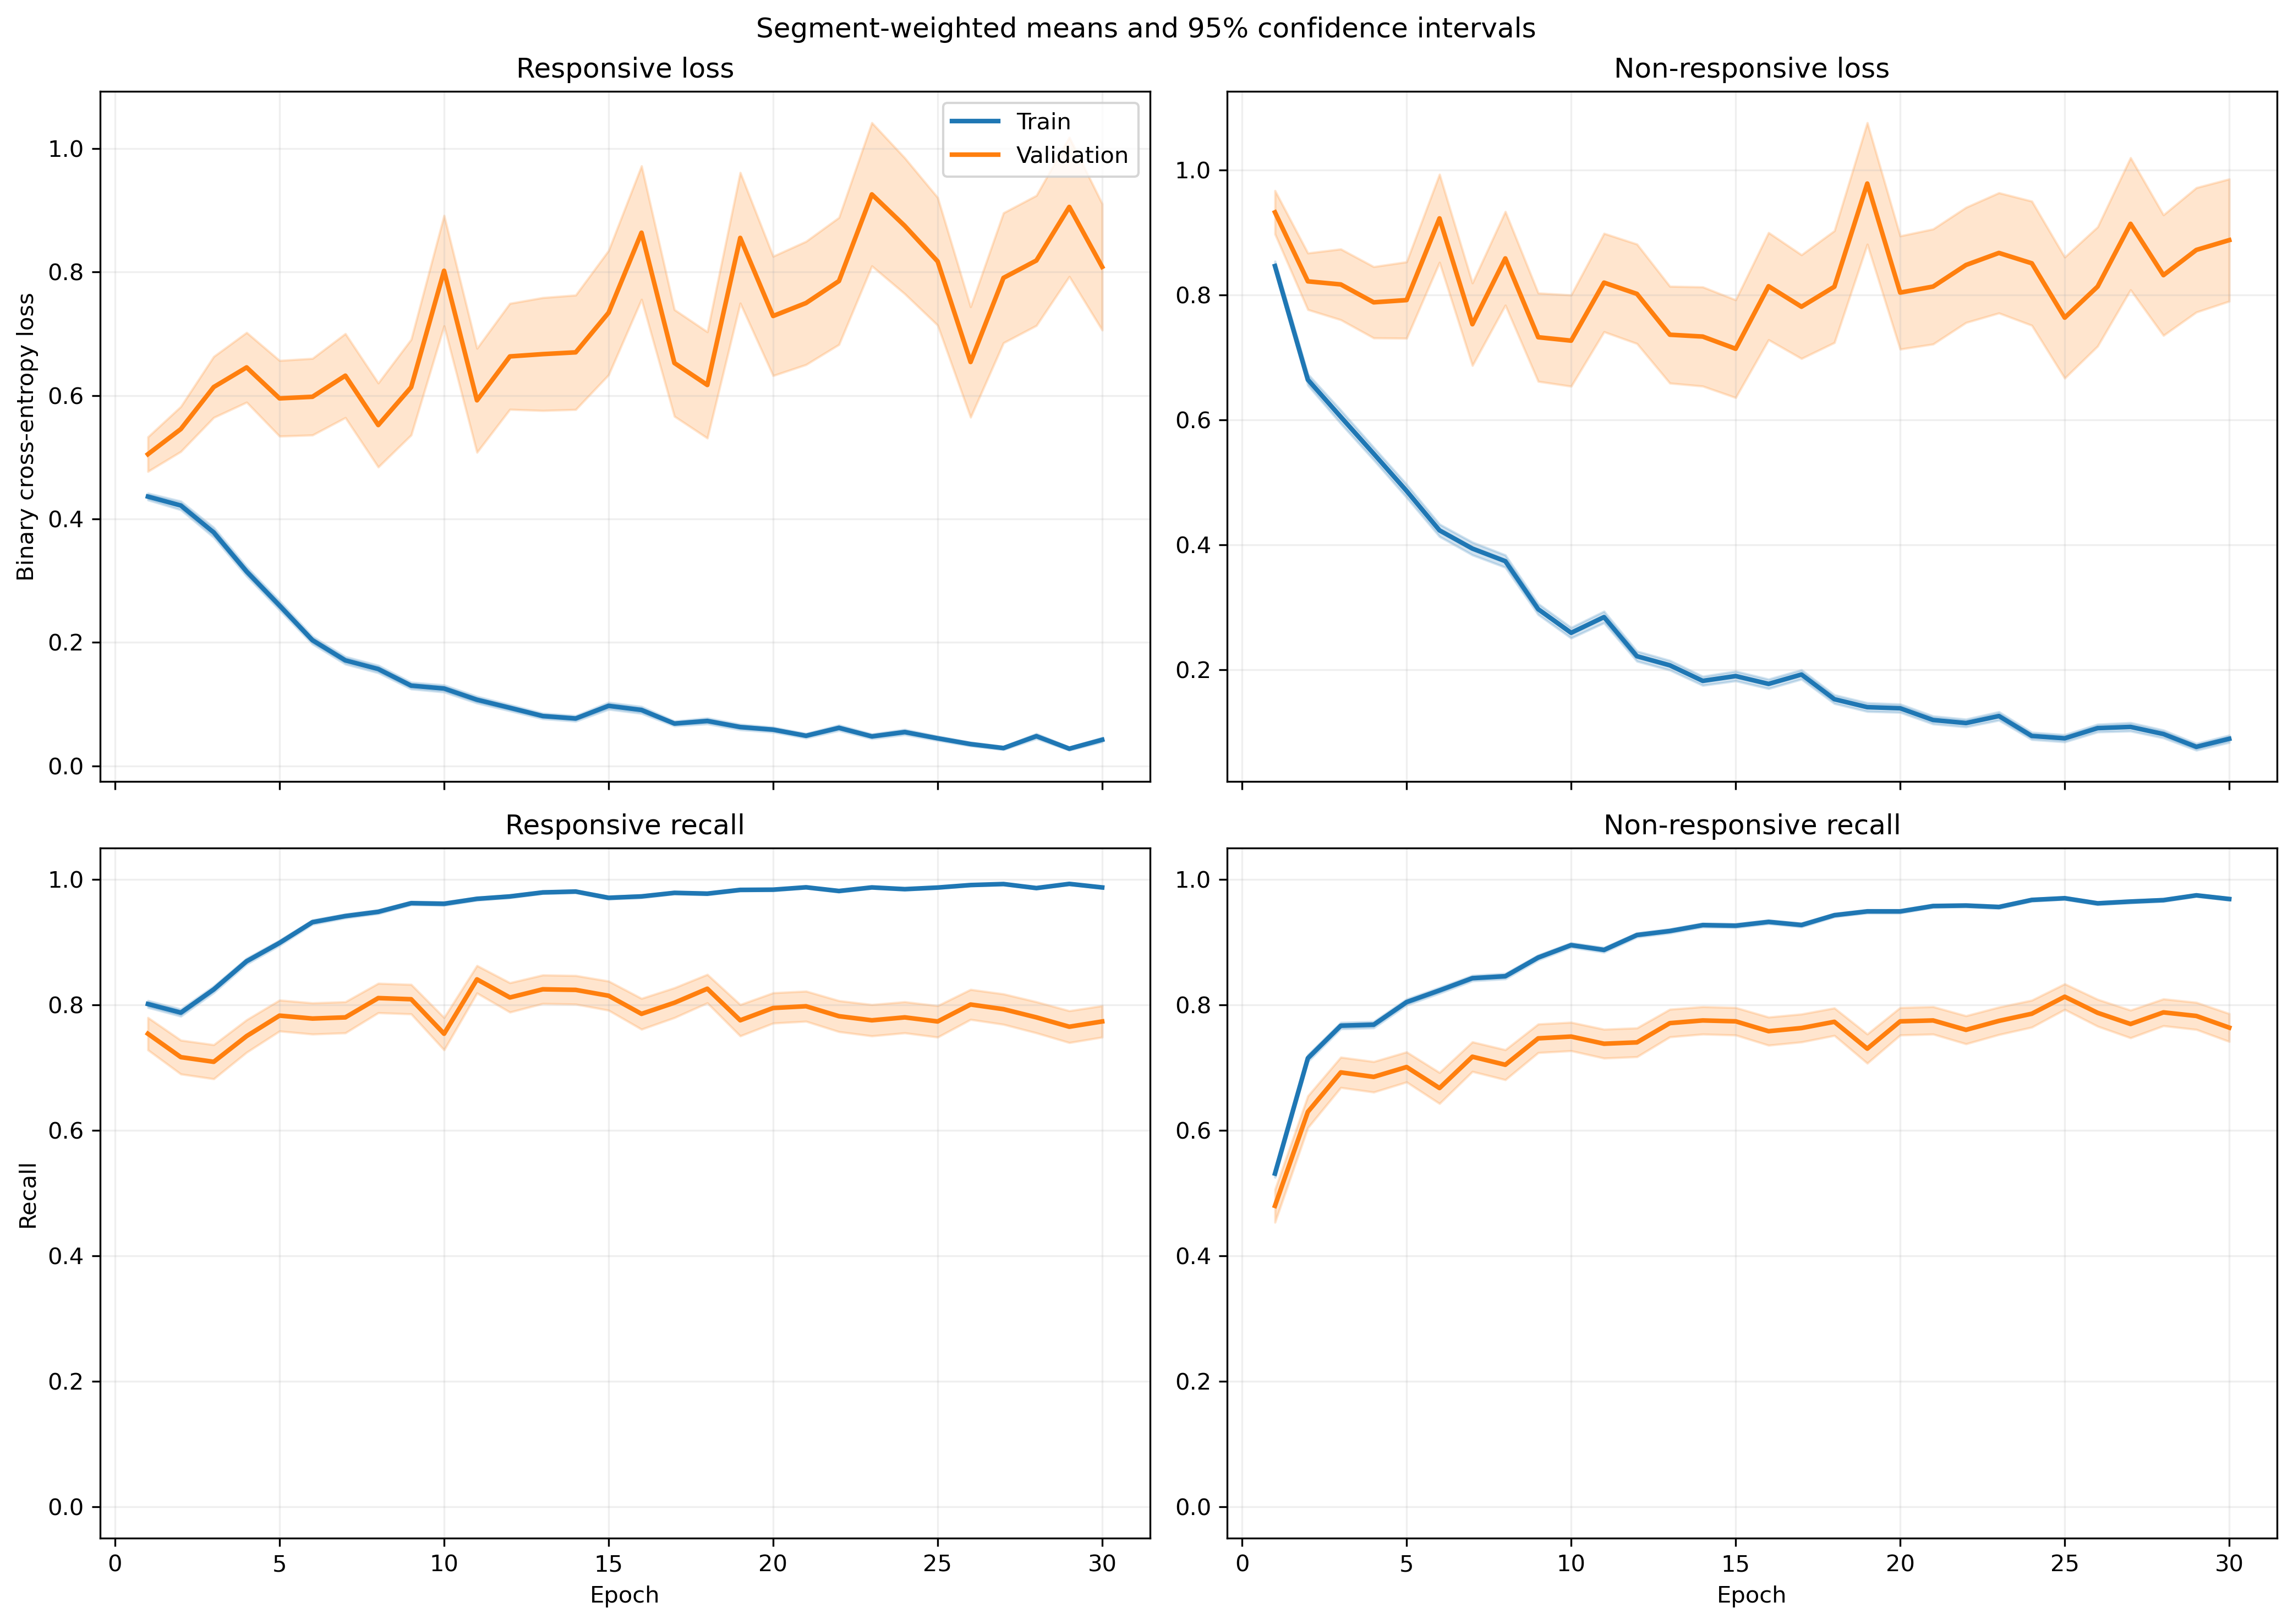 Segment-weighted means and 95% confidence intervals
Responsive loss
Binary cross-entropy loss
1.0
0.8
0.6
0.4
0.2
0.0
Train
Validation
Non-responsive loss
1.0
0.8
0.6
0.4
0.2
Responsive recall
Recall
1.0
0.8
0.6
0.4
0.2
0.0
0 5 10 15 20 25 30
Epoch
Non-responsive recall
1.0
0.8
0.6
0.4
0.2
0.0
0 5 10 15 20 25 30
Epoch